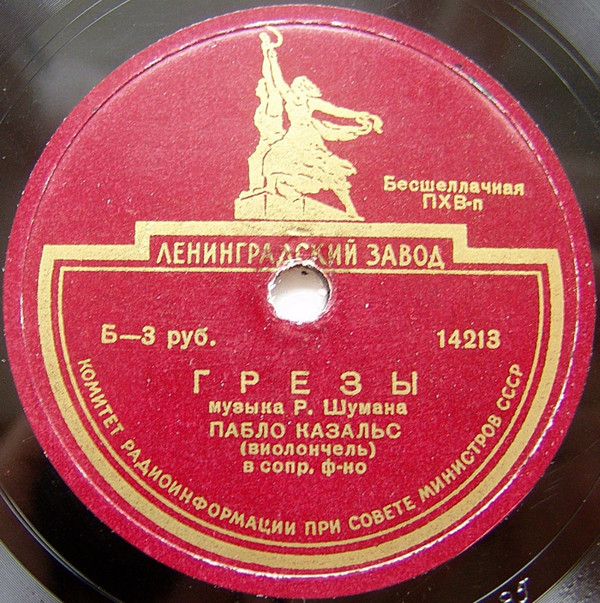 Бесшеллачная
ПХВ-п
ЛЕНИНГРАДСКИЙ ЗАВОД
Б—3 руб.
14213
ГРЕЗЫ
музыка Р. Шумана
ПАБЛО КАЗАЛЬС
(виолончель)
в сопр. ф-но
КОМИТЕТ РАДИОИНФОРМАЦИИ ПРИ СОВЕТЕ МИНИСТРОВ СССР